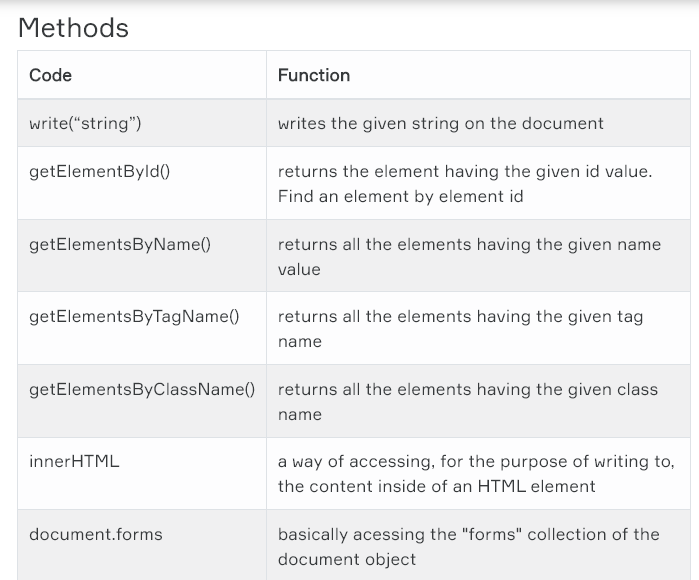 Methods
Code
Function
write(“string”)
writes the given string on the document
getElementById()
returns the element having the given id value.
Find an element by element id
getElementsByName()
returns all the elements having the given name
value
getElementsByTagName()
returns all the elements having the given tag
name
getElementsByClassName()
returns all the elements having the given class
name
innerHTML
a way of accessing, for the purpose of writing to,
the content inside of an HTML element
document.forms
basically acessing the "forms" collection of the
document object